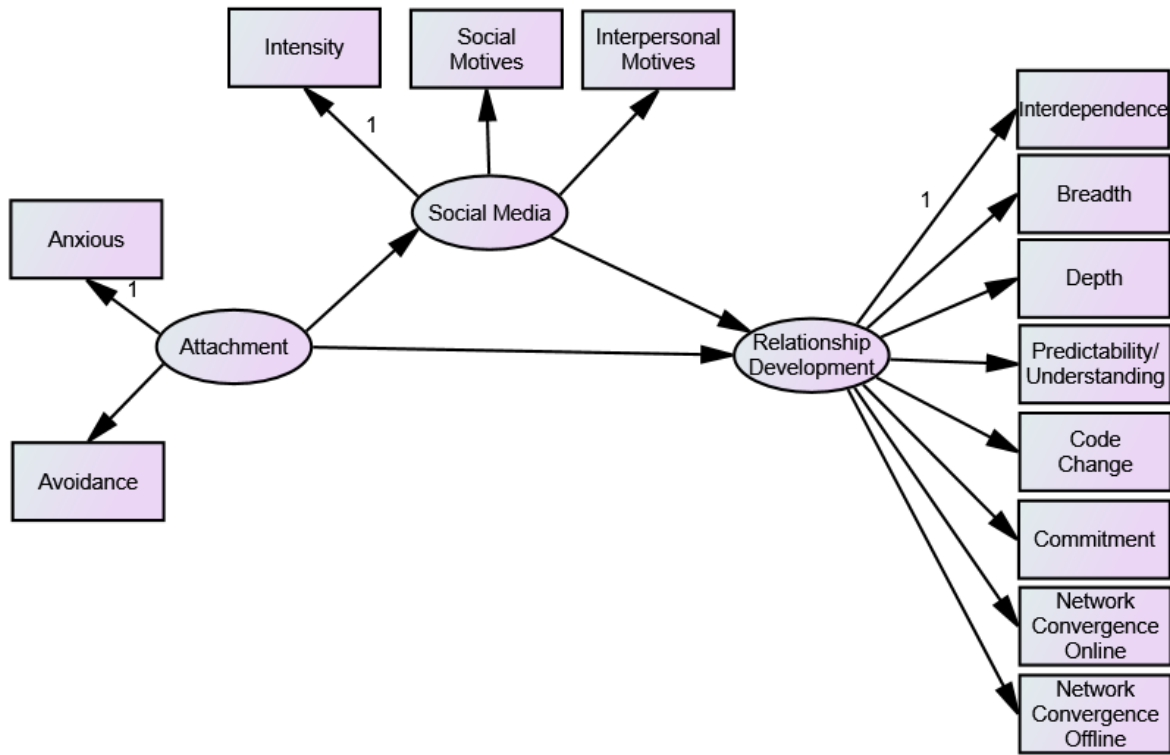 Intensity
Social
Motives
Interpersonal
Motives
1
Social Media
Anxious
1
Attachment
Avoidance
Relationship
Development
1
Interdependence
Breadth
Depth
Predictability/
Understanding
Code
Change
Commitment
Network
Convergence
Online
Network
Convergence
Offline